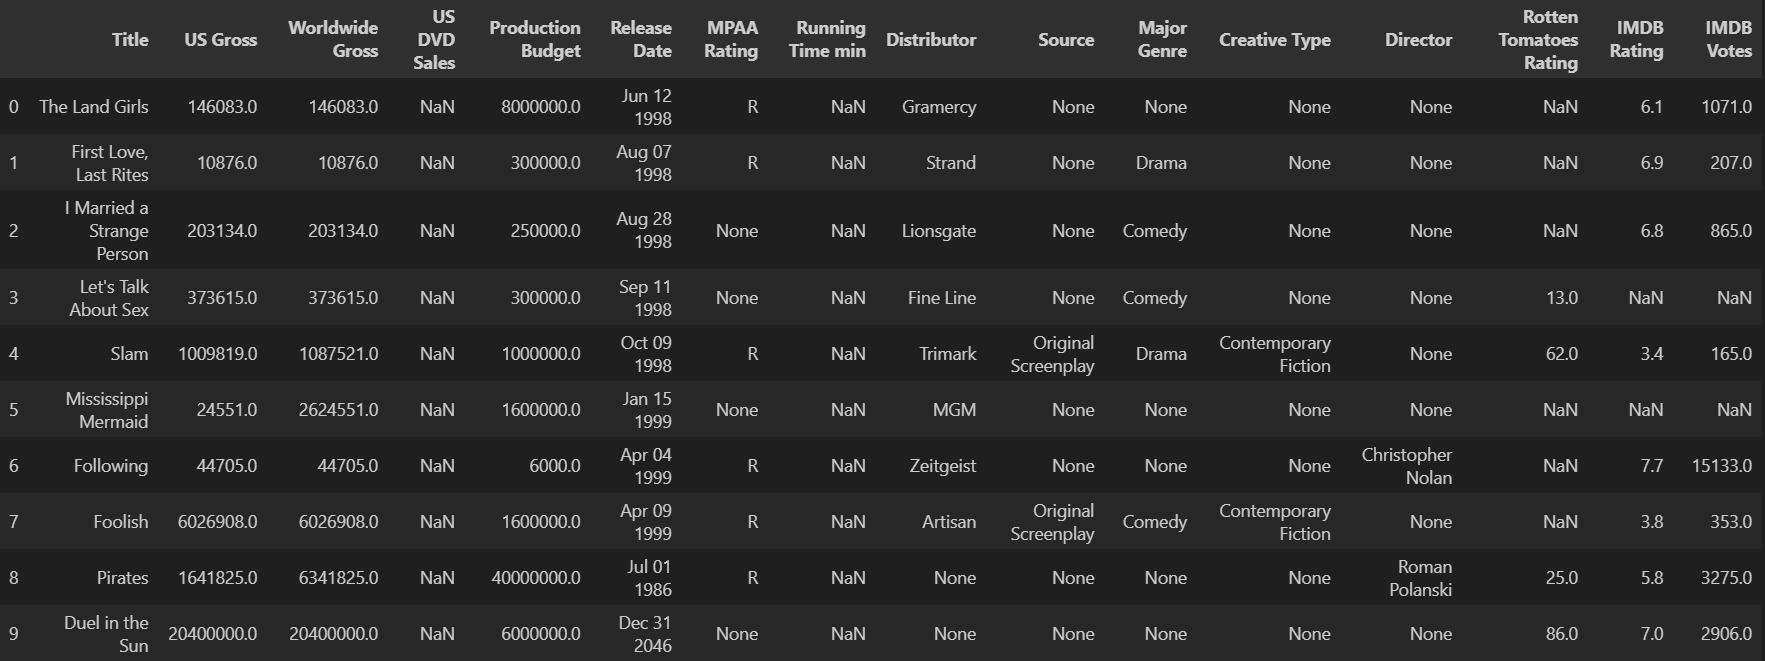 Title US Gross Worldwide Gross US DVD Sales Production Budget Release Date MPAA Rating Running Time min Distributor Source Major Genre Creative Type Director Rotten Tomatoes Rating IMDB Rating IMDB Votes
0 The Land Girls 146083.0 146083.0 NaN 8000000.0 Jun 12 1998 R NaN Gramercy None None None None NaN 6.1 1071.0
1 First Love, Last Rites 10876.0 10876.0 NaN 300000.0 Aug 07 1998 R NaN Strand None Drama None None NaN 6.9 207.0
2 I Married a Strange Person 203134.0 203134.0 NaN 250000.0 Aug 28 1998 None NaN Lionsgate None Comedy None None NaN 6.8 865.0
3 Let's Talk About Sex 373615.0 373615.0 NaN 300000.0 Sep 11 1998 None NaN Fine Line None Comedy None None 13.0 NaN NaN
4 Slam 1009819.0 1087521.0 NaN 1000000.0 Oct 09 1998 R NaN Trimark Original Screenplay Drama Contemporary Fiction None 62.0 3.4 165.0
5 Mississippi Mermaid 24551.0 2624551.0 NaN 1600000.0 Jan 15 1999 None NaN MGM None None None None NaN NaN NaN
6 Following 44705.0 44705.0 NaN 6000.0 Apr 04 1999 R NaN Zeitgeist None None None Christopher Nolan NaN 7.7 15133.0
7 Foolish 6026908.0 6026908.0 NaN 1600000.0 Apr 09 1999 R NaN Artisan Original Screenplay Comedy Contemporary Fiction None NaN 3.8 353.0
8 Pirates 1641825.0 6341825.0 NaN 40000000.0 Jul 01 1986 R NaN None None None None Roman Polanski 25.0 5.8 3275.0
9 Duel in the Sun 20400000.0 20400000.0 NaN 6000000.0 Dec 31 2046 None NaN None None None None None 86.0 7.0 2906.0